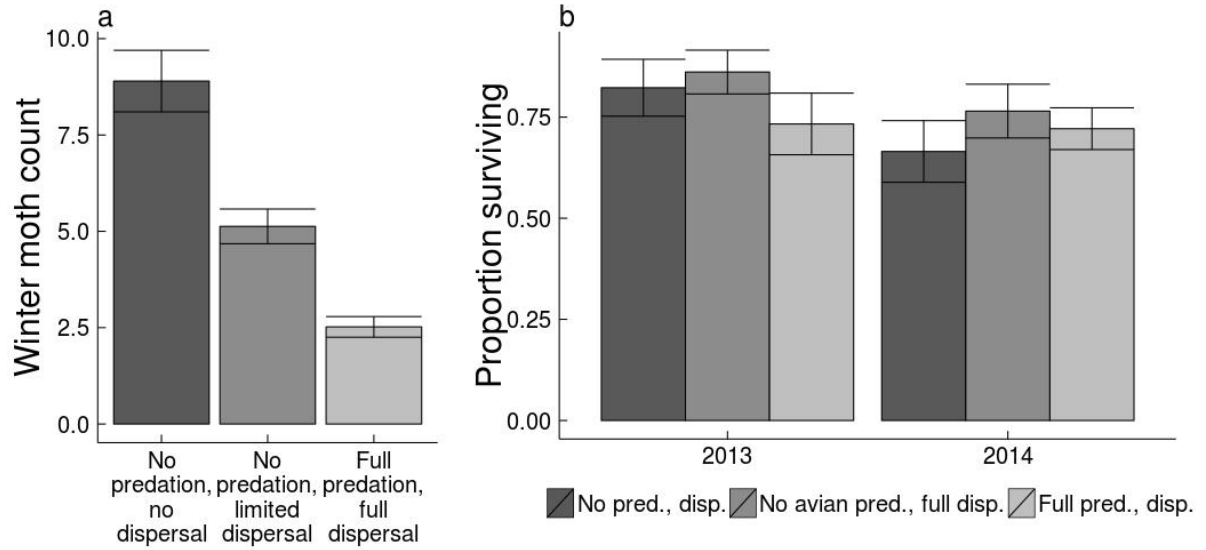 a
Winter moth count
10.0
7.5
5.0
2.5
0.0
No predation, no dispersal
No predation, limited dispersal
Full predation, full dispersal
b
Proportion surviving
0.75
0.50
0.25
0.00
2013
2014
No pred., disp.
No avian pred., full disp.
Full pred., disp.